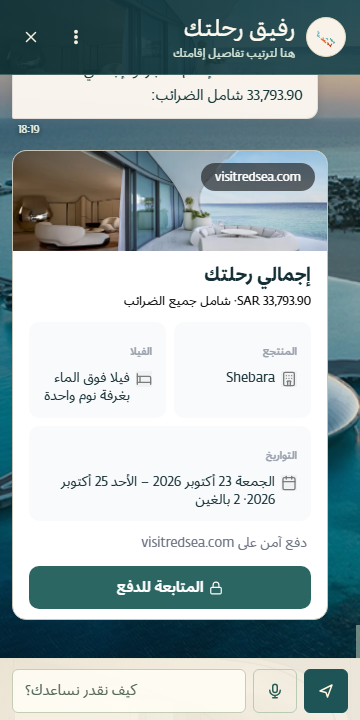 رفيق رحلتك
هنا لترتيب تفاصيل إقامتك
33,793.90 شامل الضرائب:
18:19
visitredsea.com
إجمالي رحلتك
SAR 33,793.90· شامل جميع الضرائب
المنتجع
Shebara
الفيلا
فيلا فوق الماء
بغرفة نوم واحدة
التواريخ
الجمعة 23 أكتوبر 2026 – الأحد 25 أكتوبر
2026· 2 بالغين
دفع آمن على visitredsea.com
المتابعة للدفع
كيف نقدر نساعدك؟